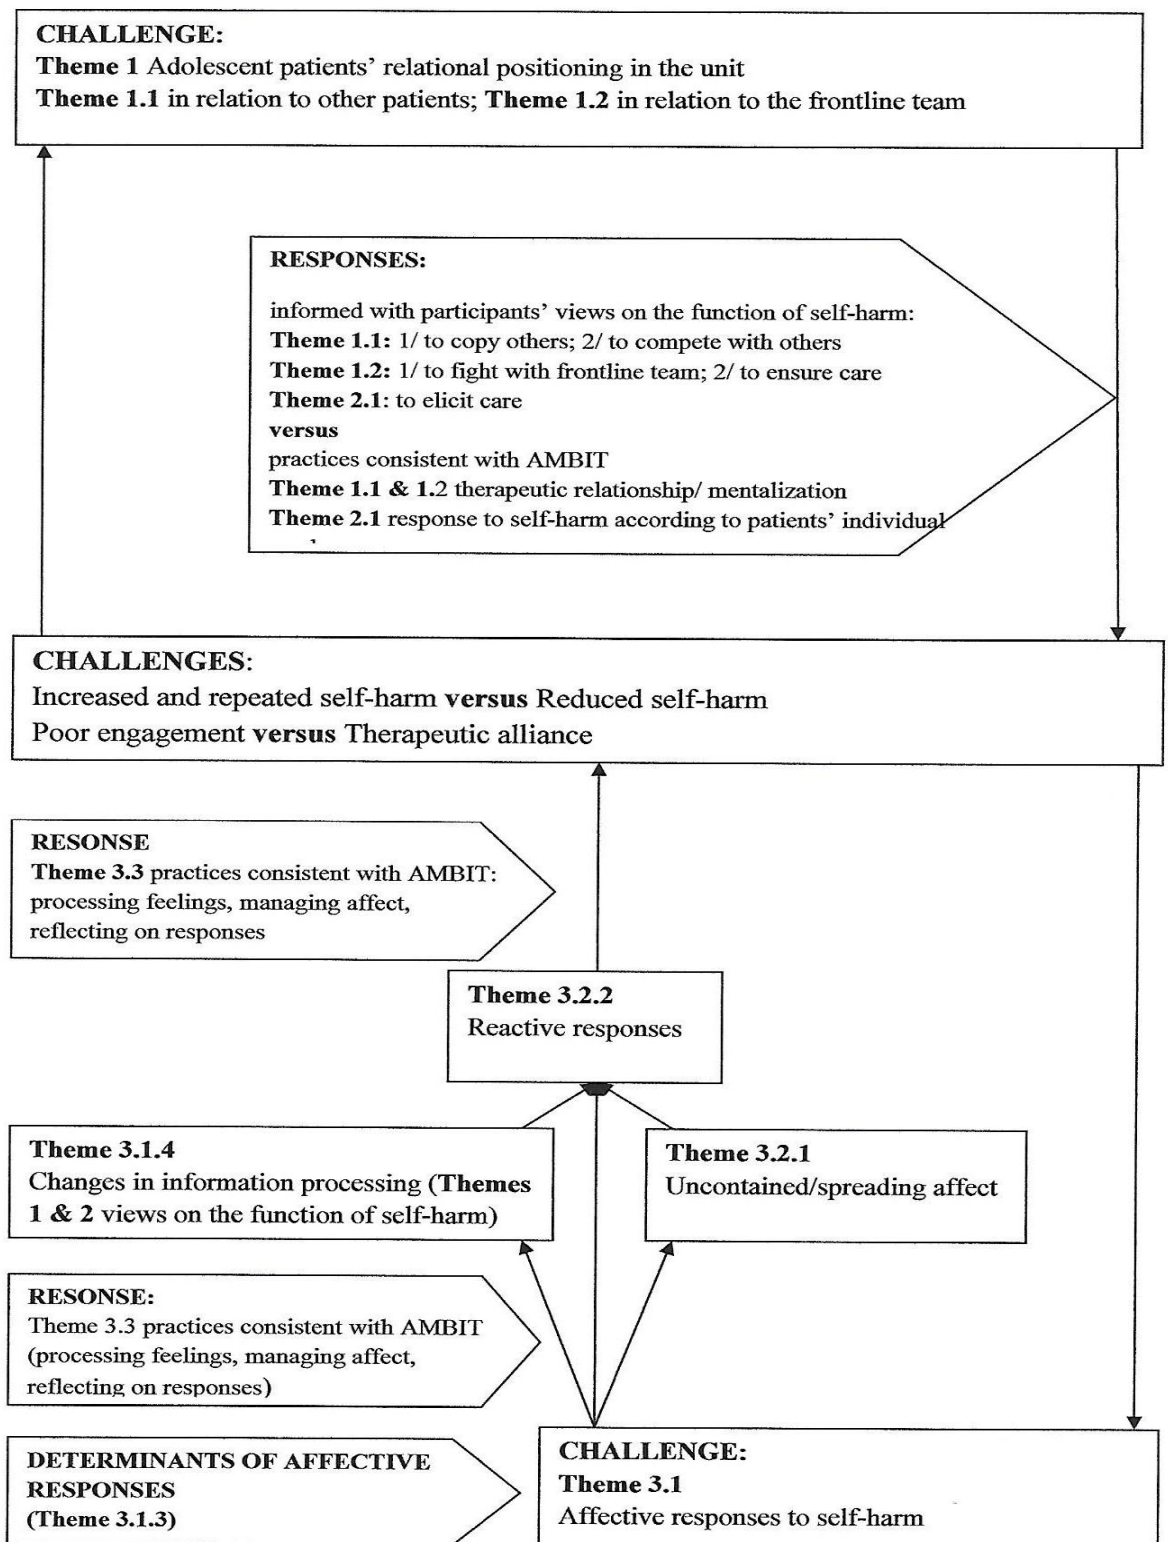 CHALLENGE:
Theme 1 Adolescent patients’ relational positioning in the unit
Theme 1.1 in relation to other patients; Theme 1.2 in relation to the frontline team
RESPONSES:
informed with participants’ views on the function of self-harm:
Theme 1.1: 1/ to copy others; 2/ to compete with others
Theme 1.2: 1/ to fight with frontline team; 2/ to ensure care
Theme 2.1: to elicit care
versus
practices consistent with AMBIT
Theme 1.1 & 1.2 therapeutic relationship/ mentalization
Theme 2.1 response to self-harm according to patients’ individual
CHALLENGES:
Increased and repeated self-harm versus Reduced self-harm
Poor engagement versus Therapeutic alliance
RESONSE
Theme 3.3 practices consistent with AMBIT:
processing feelings, managing affect,
reflecting on responses
Theme 3.2.2
Reactive responses
Theme 3.1.4
Changes in information processing (Themes
1 & 2 views on the function of self-harm)
Theme 3.2.1
Uncontained/spreading affect
RESONSE:
Theme 3.3 practices consistent with AMBIT
(processing feelings, managing affect,
reflecting on responses)
DETERMINANTS OF AFFECTIVE
RESPONSES
(Theme 3.1.3)
CHALLENGE:
Theme 3.1
Affective responses to self-harm